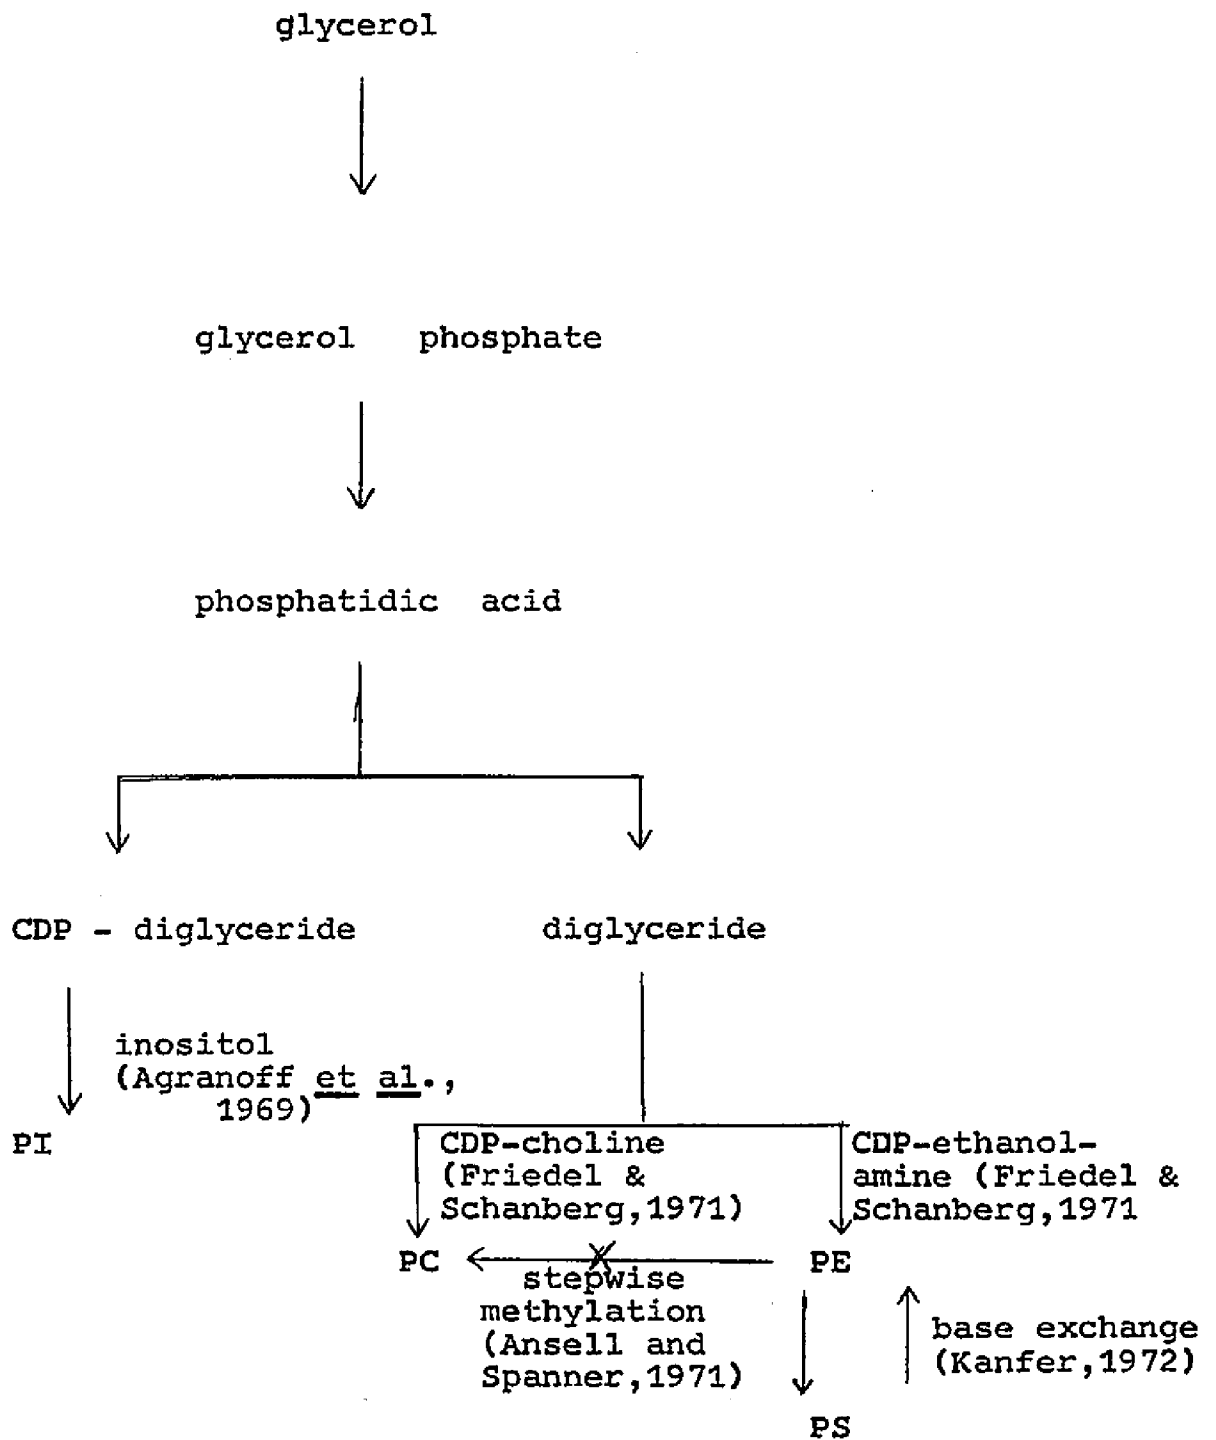 glycerol
glycerol phosphate
phosphatidic acid
CDP - diglyceride
diglyceride
inositol
(Agranoff et al.,
1969)
PI
CDP-choline
(Friedel &
Schanberg,1971)
CDP-ethanol-
amine (Friedel &
Schanberg,1971
PC
PE
stepwise
methylation
(Ansell and
Spanner,1971)
base exchange
(Kanfer,1972)
PS